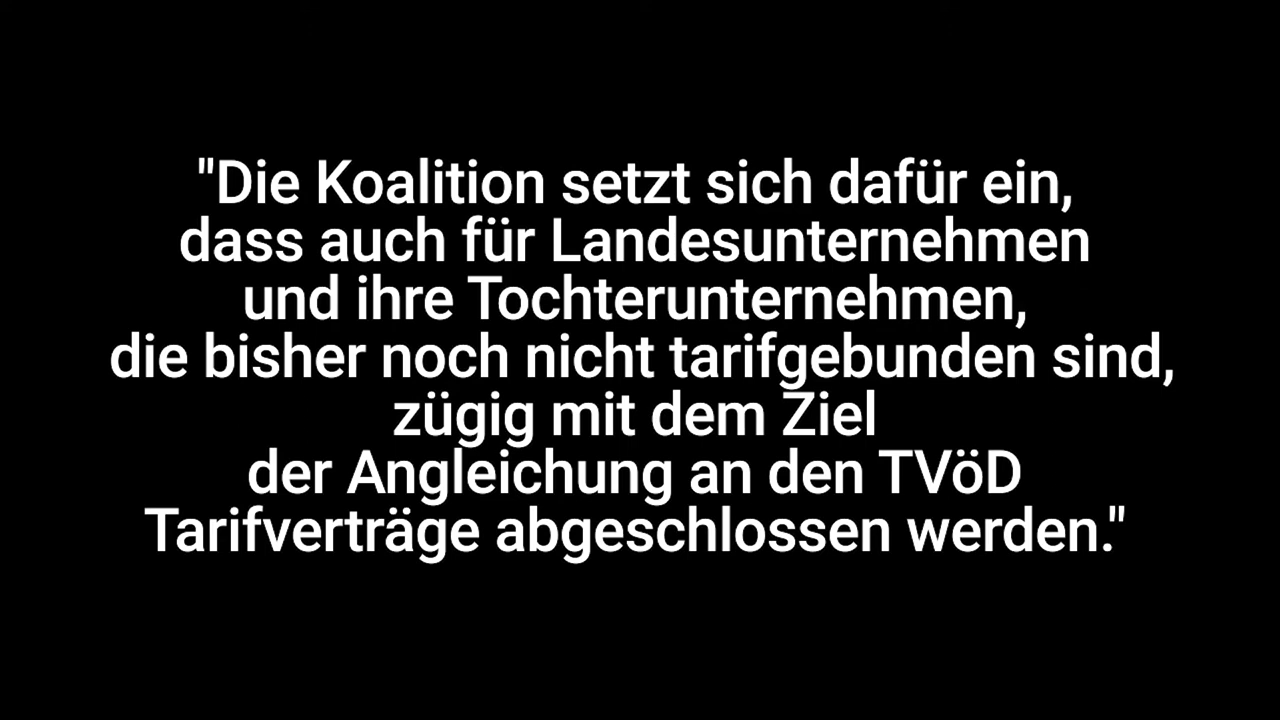 "Die Koalition setzt sich dafür ein,
dass auch für Landesunternehmen
und ihre Tochterunternehmen,
die bisher noch nicht tarifgebunden sind,
zügig mit dem Ziel
der Angleichung an den TVöD
Tarifverträge abgeschlossen werden."